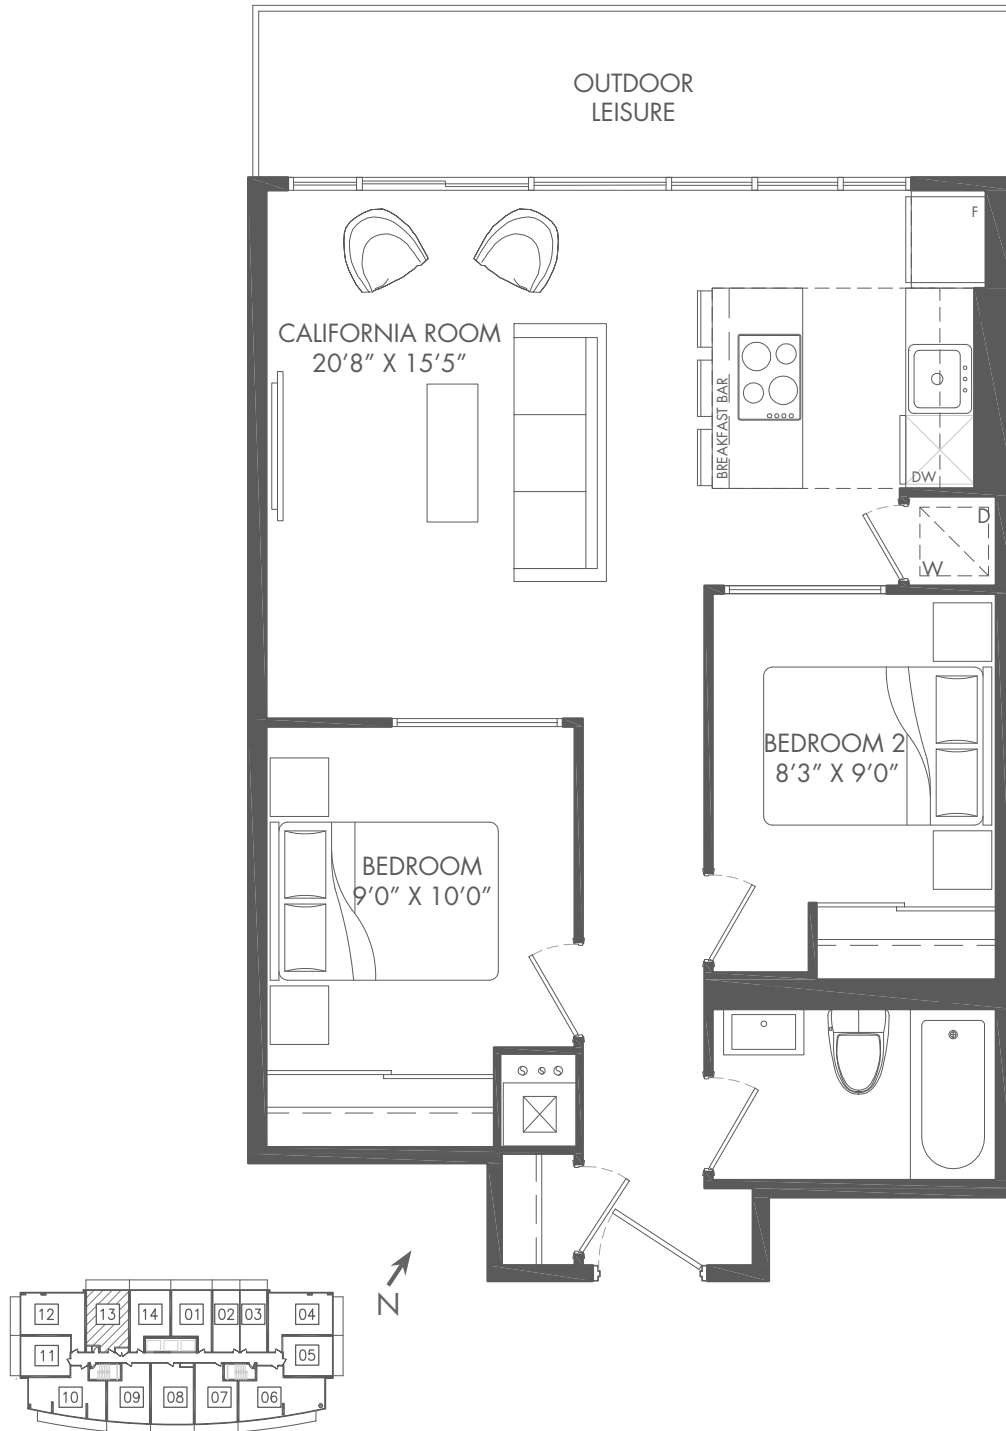 OUTDOOR
LEISURE
F
CALIFORNIA ROOM
20'8" X 15'5"
BREAKFAST BAR
DW
D
W
BEDROOM 2
8'3" X 9'0"
BEDROOM
9'0" X 10'0"
N
12
13
14
01
02
03
04
11
05
10
09
08
07
06